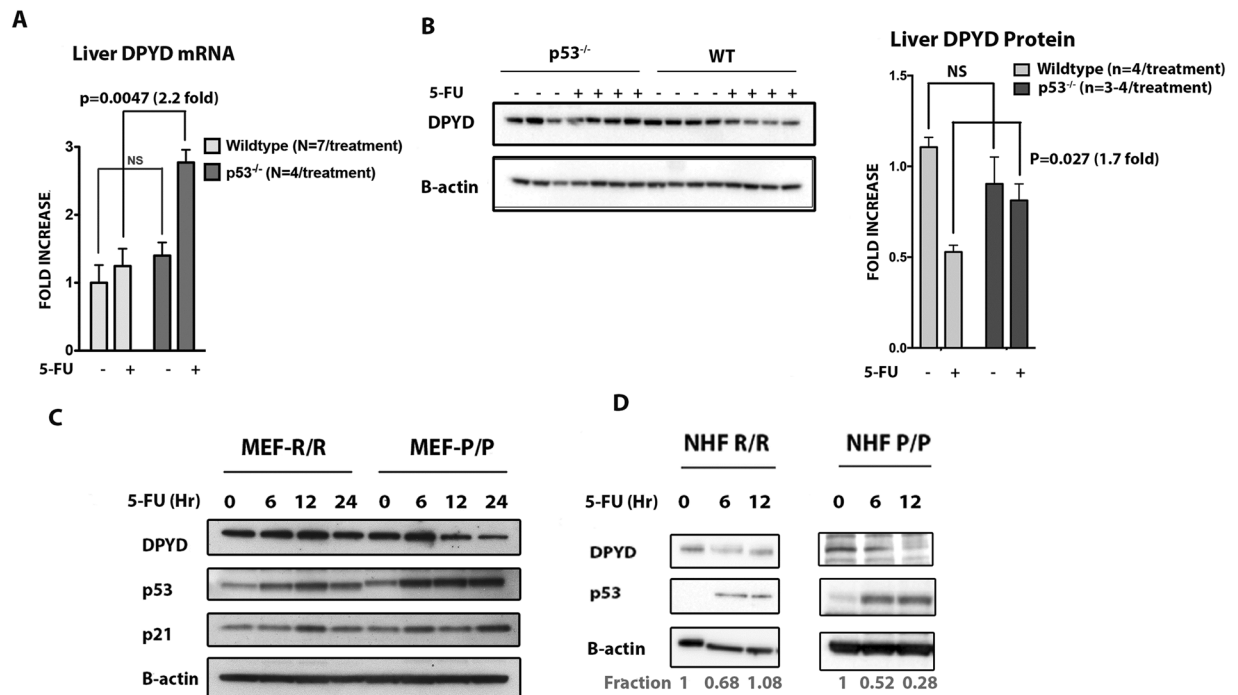 A
Liver DPYD mRNA
p=0.0047 (2.2 fold)
NS
Wildtype (N=7/treatment)
p53-/- (N=4/treatment)
FOLD INCREASE
3
2
1
0
5-FU - + - +
B
p53-/- WT
5-FU - - - + + + + - - - - + + + +
DPYD
B-actin
Liver DPYD Protein
NS
Wildtype (n=4/treatment)
p53-/- (n=3-4/treatment)
P=0.027 (1.7 fold)
FOLD INCREASE
1.5
1.0
0.5
0.0
5-FU - + - +
C
MEF-R/R MEF-P/P
5-FU (Hr) 0 6 12 24 0 6 12 24
DPYD
p53
p21
B-actin
D
NHF R/R NHF P/P
5-FU (Hr) 0 6 12 0 6 12
DPYD
p53
B-actin
Fraction 1 0.68 1.08 1 0.52 0.28